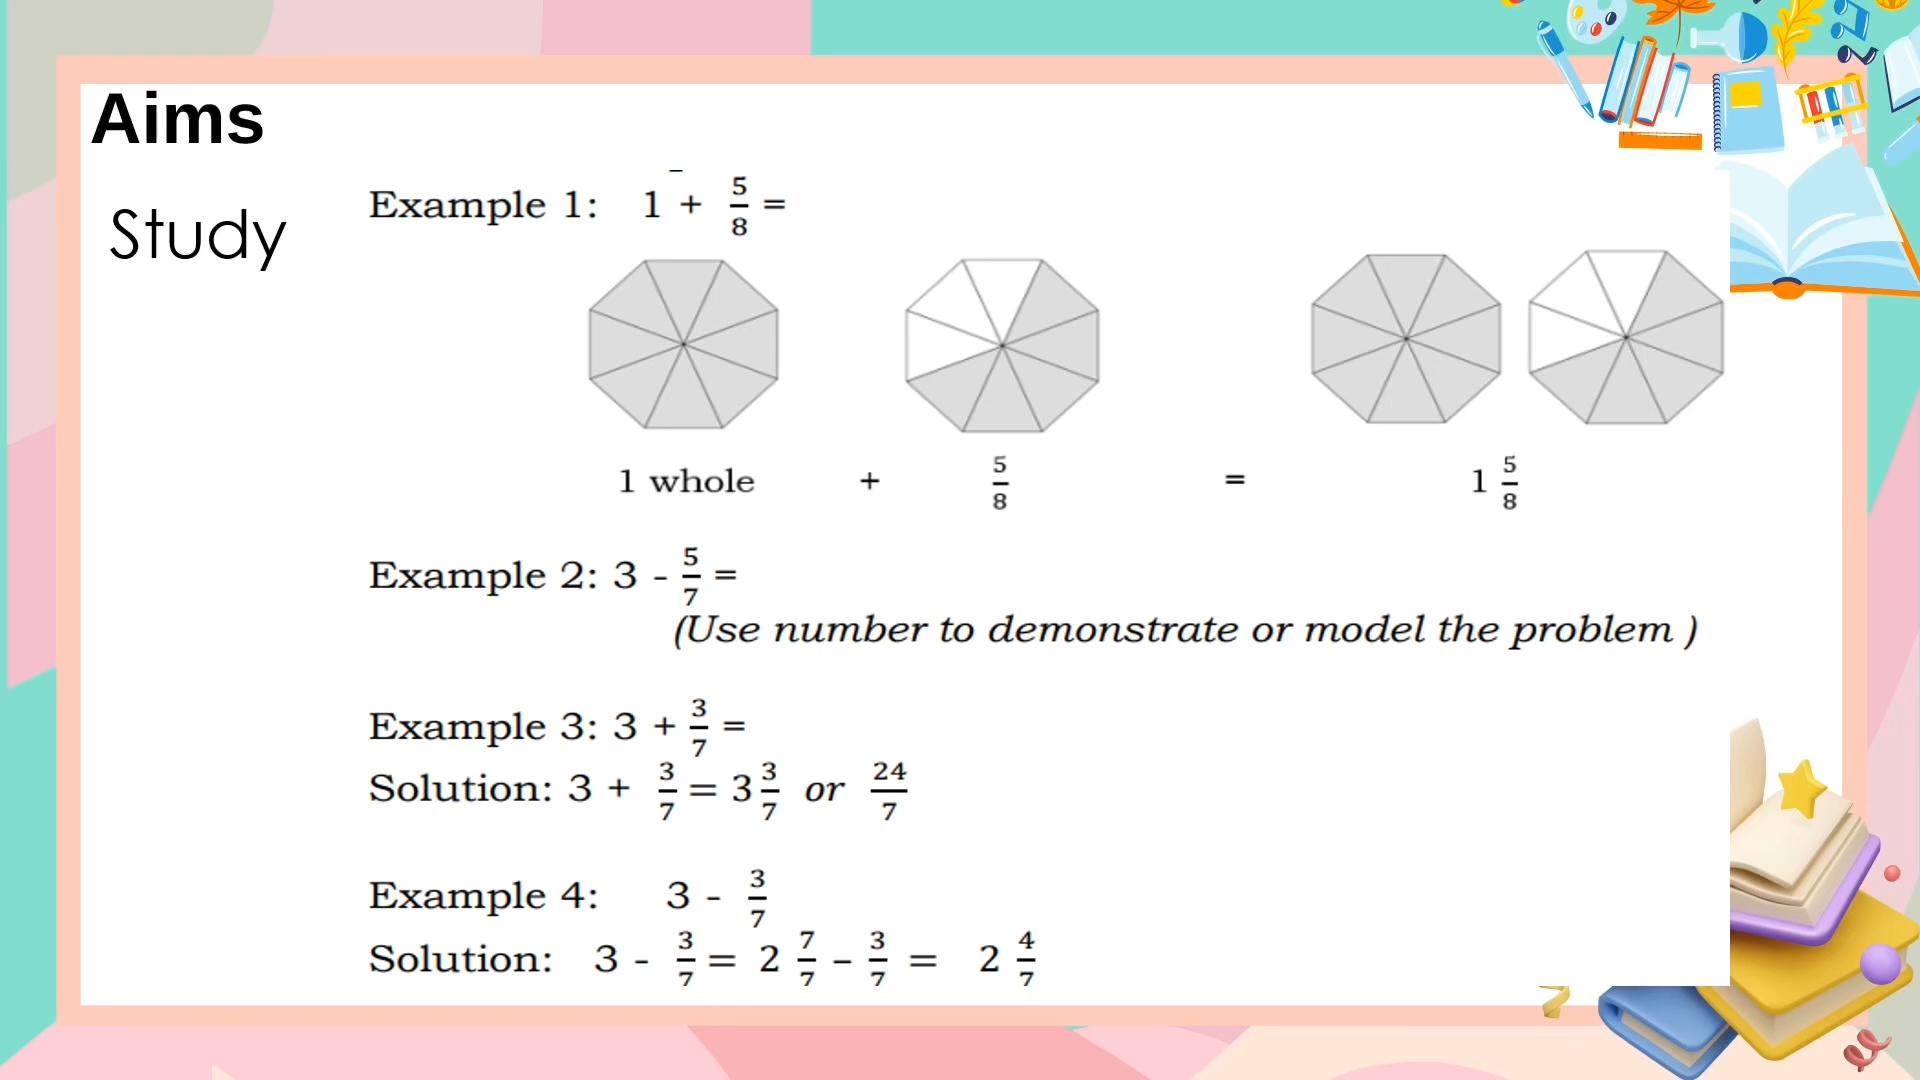 Aims
Study
Example 1: 1 + 5/8 =
1 whole + 5/8 = 1 5/8
Example 2: 3 - 5/7 =
(Use number to demonstrate or model the problem )
Example 3: 3 + 3/7 =
Solution: 3 + 3/7 = 3 3/7 or 24/7
Example 4: 3 - 3/7
Solution: 3 - 3/7 = 2 7/7 – 3/7 = 2 4/7